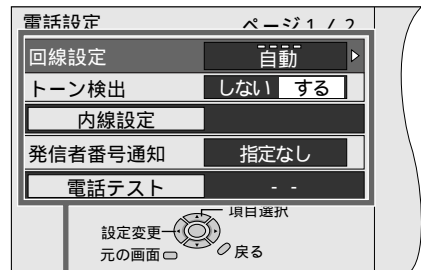 電話設定 ページ1 / 2
回線設定 自動
トーン検出 しない する
内線設定
発信者番号通知 指定なし
電話テスト - -
項目選択
設定変更
元の画面 戻る